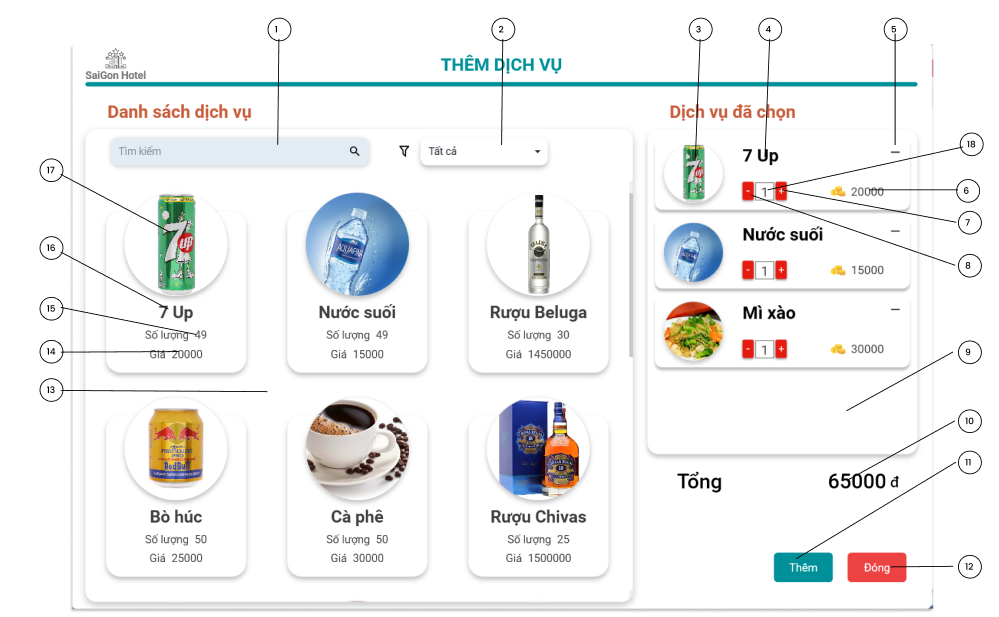 1
2
3
4
5
SaiGon Hotel
THÊM DỊCH VỤ
Danh sách dịch vụ
Dịch vụ đã chọn
Tìm kiếm
Tất cả
17
16
15
14
13
7 Up
Số lượng 49
Giá 20000
Nước suối
Số lượng 49
Giá 15000
Rượu Beluga
Số lượng 30
Giá 1450000
Bò húc
Số lượng 50
Giá 25000
Cà phê
Số lượng 50
Giá 30000
Rượu Chivas
Số lượng 25
Giá 1500000
7UP
AQUAFINA
BELUGA
RedBull
7 Up
- 1 +
20000
Nước suối
- 1 +
15000
Mì xào
- 1 +
30000
18
6
7
8
9
10
11
12
Tổng
65000 đ
Thêm
Đóng